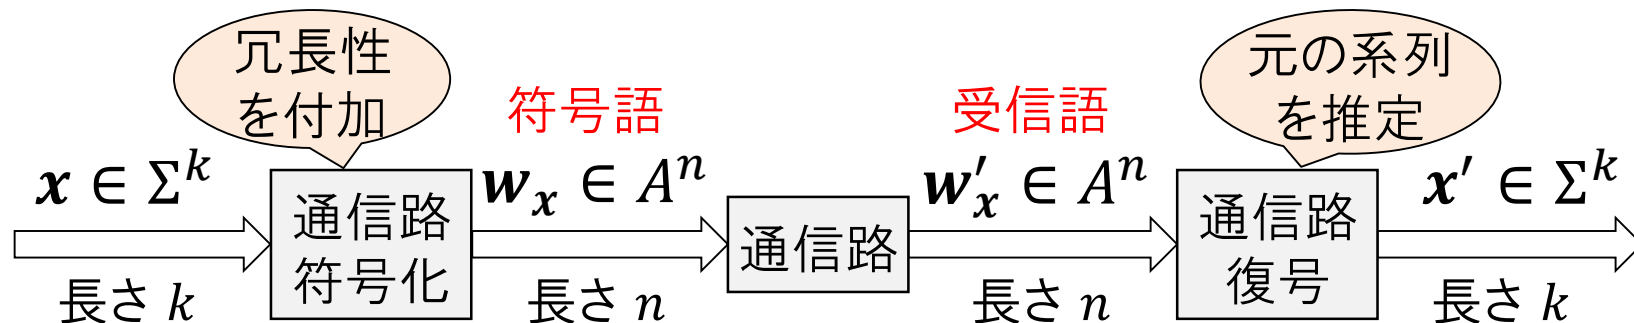 冗長性
を付加
元の系列
を推定
符号語
受信語
𝒙 ∈ Σ^k
𝒘_𝒙 ∈ A^n
𝒘′_𝒙 ∈ A^n
𝒙′ ∈ Σ^k
通信路
符号化
通信路
通信路
復号
長さ k
長さ n
長さ n
長さ k